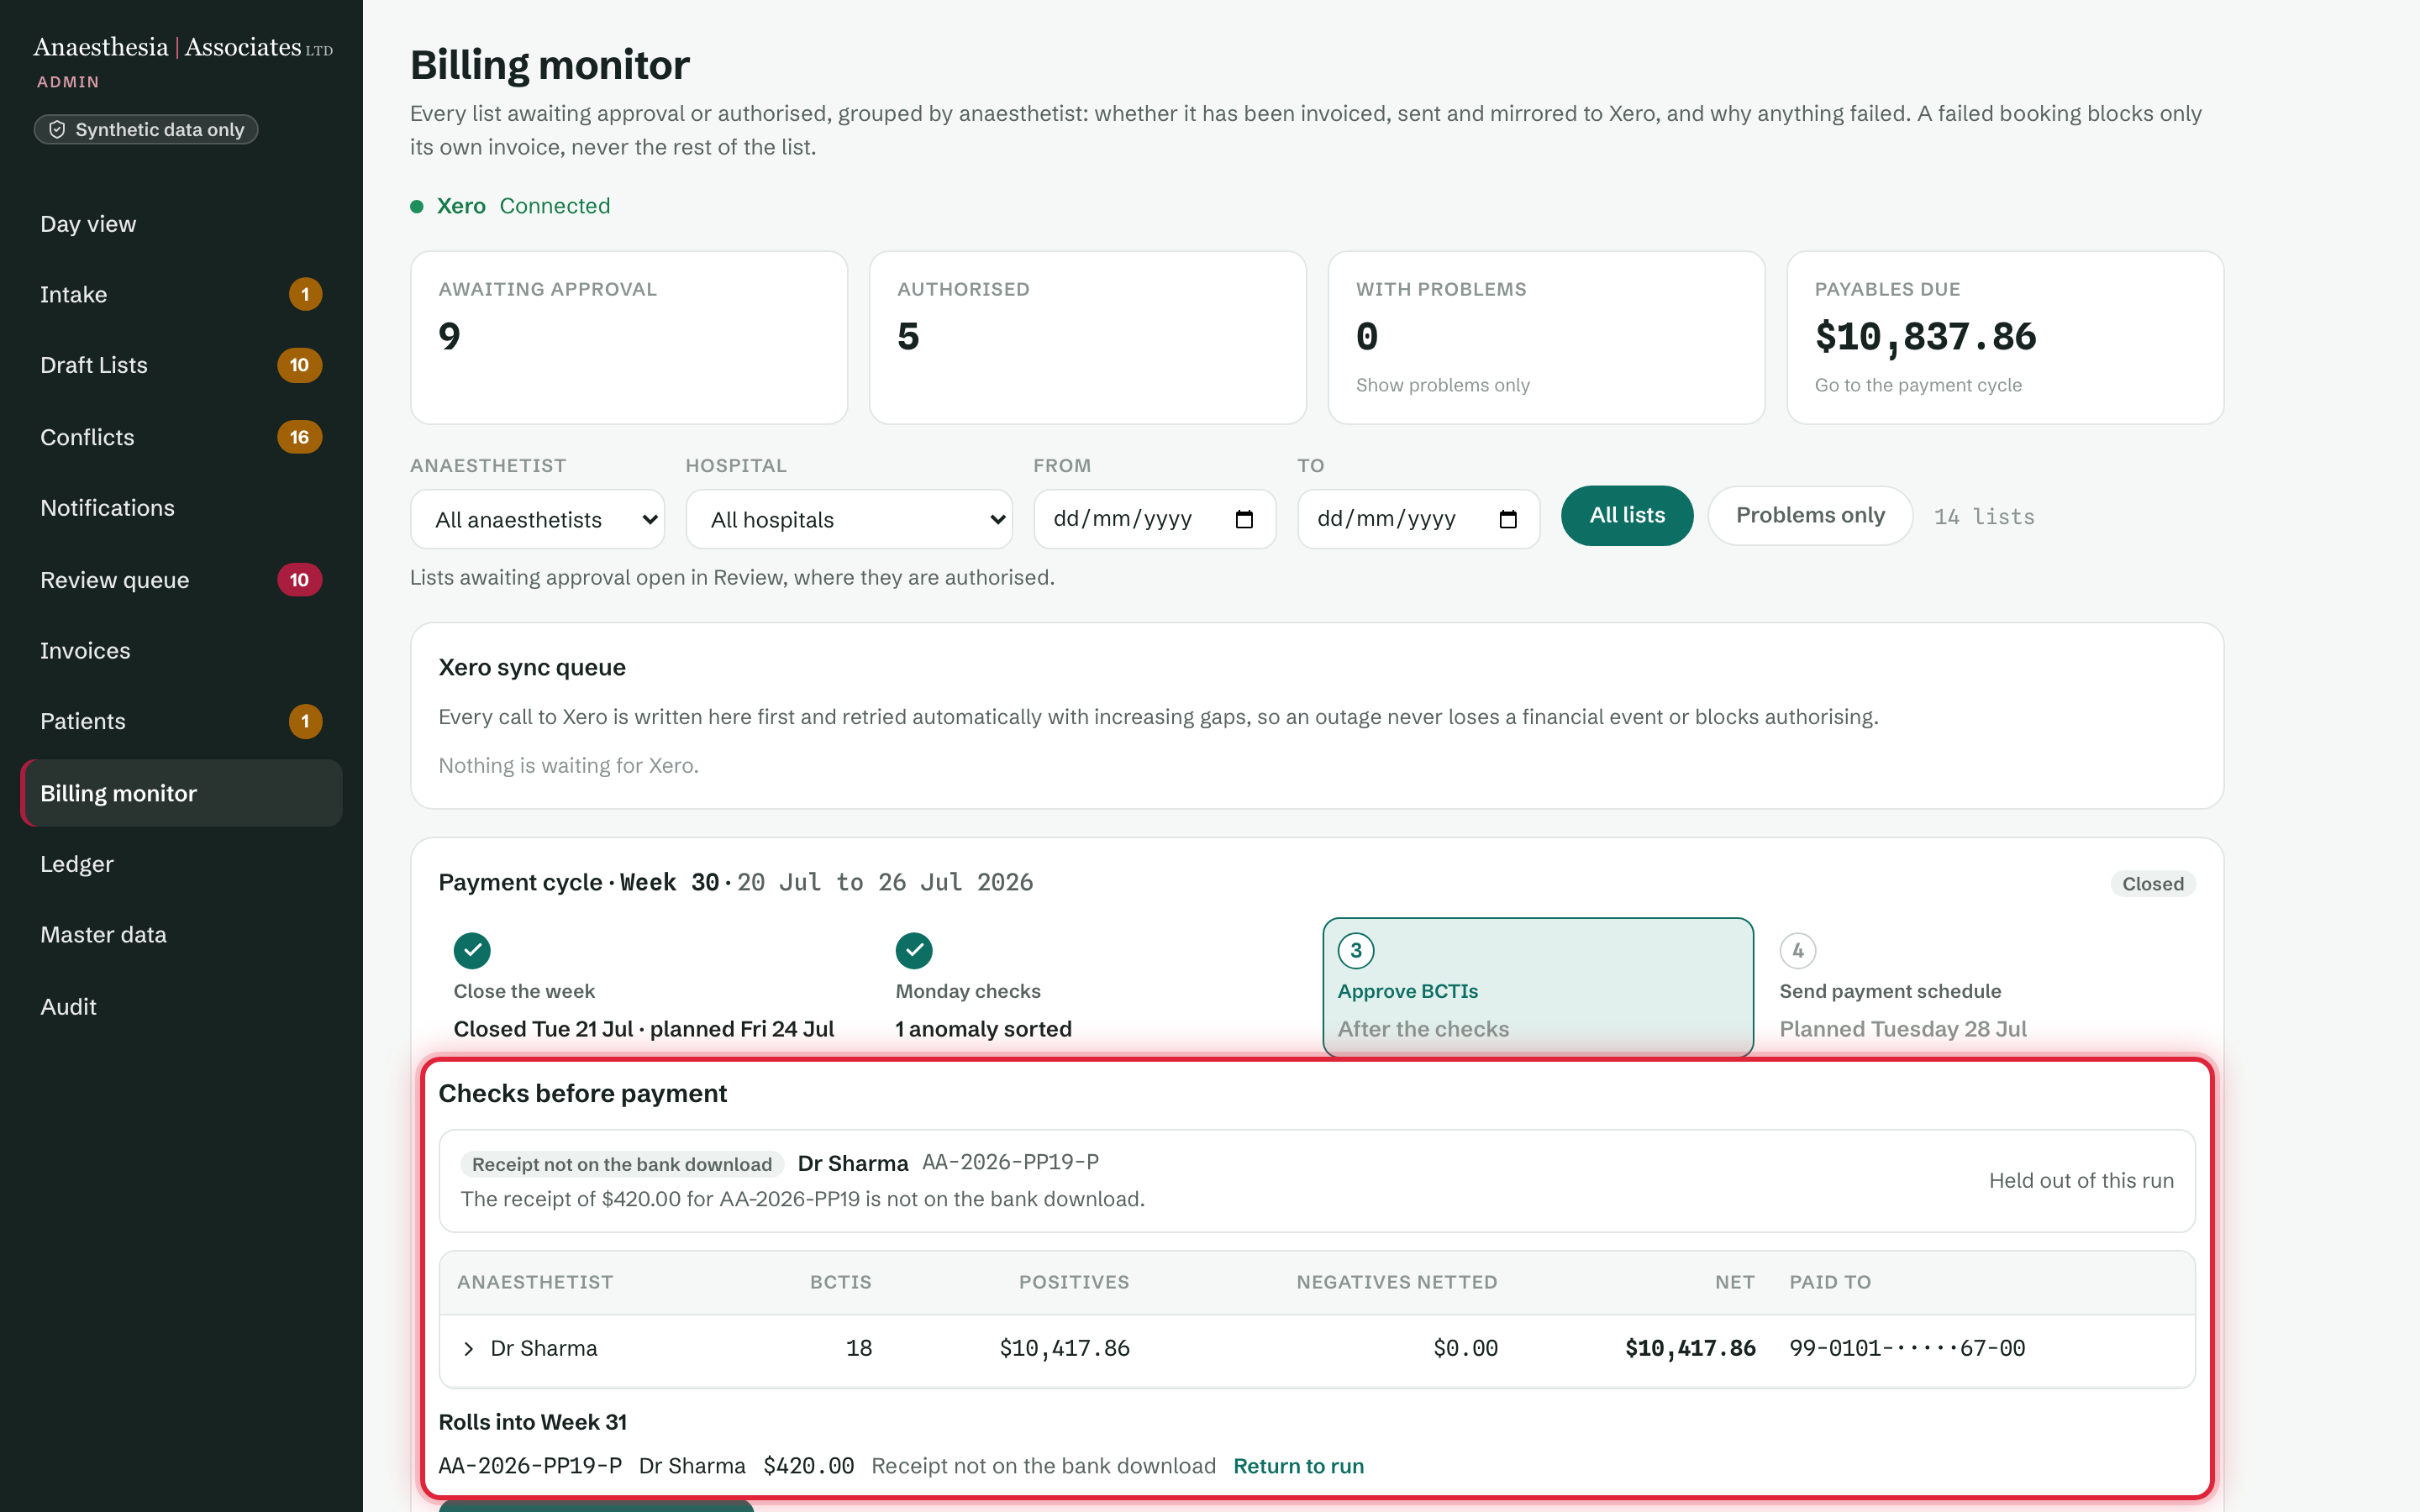 Anaesthesia | Associates LTD
ADMIN
Synthetic data only
Day view
Intake 1
Draft Lists 10
Conflicts 16
Notifications
Review queue 10
Invoices
Patients 1
Billing monitor
Ledger
Master data
Audit
Billing monitor
Every list awaiting approval or authorised, grouped by anaesthetist: whether it has been invoiced, sent and mirrored to Xero, and why anything failed. A failed booking blocks only
its own invoice, never the rest of the list.
Xero Connected
AWAITING APPROVAL
9
AUTHORISED
5
WITH PROBLEMS
0
Show problems only
PAYABLES DUE
$10,837.86
Go to the payment cycle
ANAESTHETIST HOSPITAL FROM TO
All anaesthetists All hospitals dd/mm/yyyy dd/mm/yyyy All lists Problems only 14 lists
Lists awaiting approval open in Review, where they are authorised.
Xero sync queue
Every call to Xero is written here first and retried automatically with increasing gaps, so an outage never loses a financial event or blocks authorising.
Nothing is waiting for Xero.
Payment cycle · Week 30 · 20 Jul to 26 Jul 2026 Closed
Close the week
Closed Tue 21 Jul · planned Fri 24 Jul
Monday checks
1 anomaly sorted
3
Approve BCTIs
After the checks
4
Send payment schedule
Planned Tuesday 28 Jul
Checks before payment
Receipt not on the bank download Dr Sharma AA-2026-PP19-P
The receipt of $420.00 for AA-2026-PP19 is not on the bank download.
Held out of this run
ANAESTHETIST BCTIS POSITIVES NEGATIVES NETTED NET PAID TO
Dr Sharma 18 $10,417.86 $0.00 $10,417.86 99-0101-·····67-00
Rolls into Week 31
AA-2026-PP19-P Dr Sharma $420.00 Receipt not on the bank download Return to run